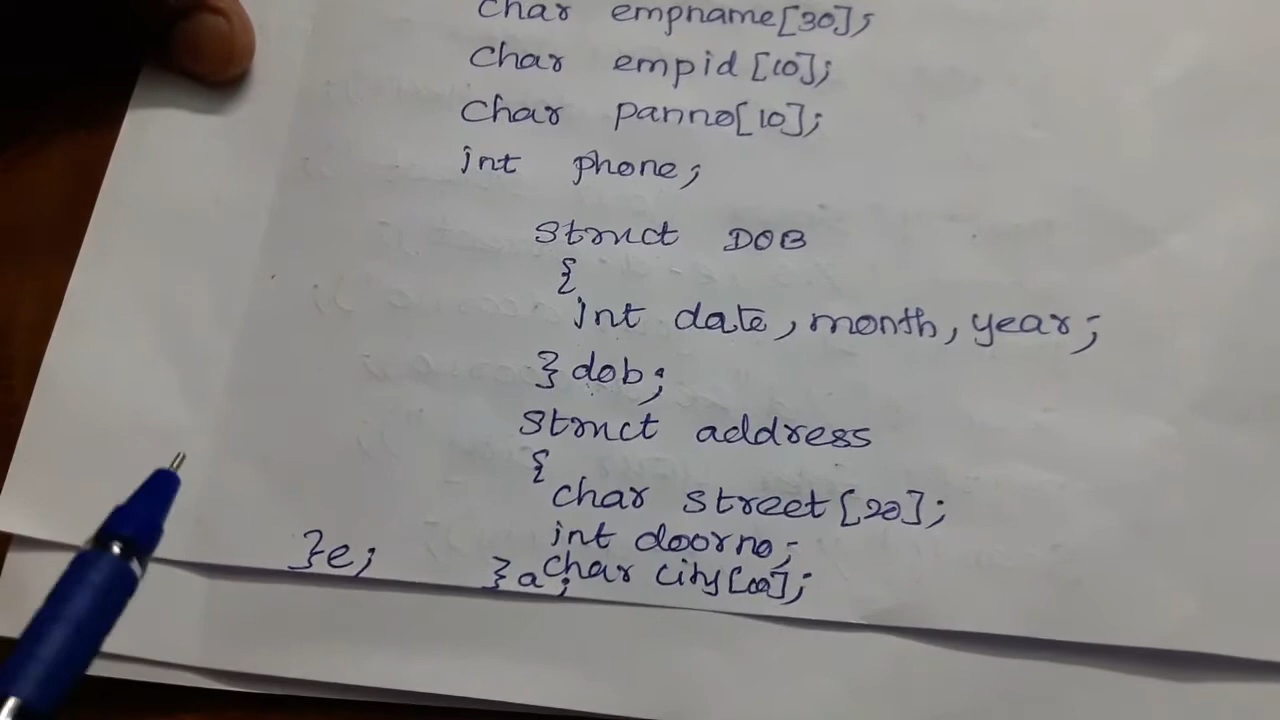 char empname[30];
char empid[10];
char panno[10];
int phone;
struct DOB
{
int date, month, year;
} dob;
struct address
{
char street[20];
int doorno;
char city[20];
} a;
} e;